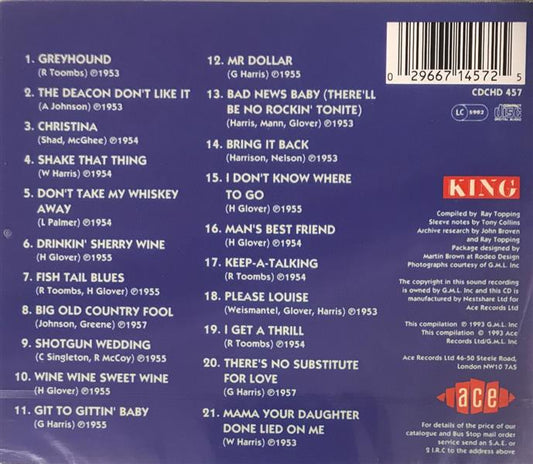 1. GREYHOUND
(R Toombs) ℗1953
2. THE DEACON DON'T LIKE IT
(A Johnson) ℗1953
3. CHRISTINA
(Shad, McGhee) ℗1954
4. SHAKE THAT THING
(W Harris) ℗1954
5. DON'T TAKE MY WHISKEY
AWAY
(L Palmer) ℗1954
6. DRINKIN' SHERRY WINE
(H Glover) ℗1955
7. FISH TAIL BLUES
(R Toombs, H Glover) ℗1955
8. BIG OLD COUNTRY FOOL
(Johnson, Greene) ℗1957
9. SHOTGUN WEDDING
(C Singleton, R McCoy) ℗1955
10. WINE WINE SWEET WINE
(H Glover) ℗1955
11. GIT TO GITTIN' BABY
(G Harris) ℗1955
12. MR DOLLAR
(G Harris) ℗1955
13. BAD NEWS BABY (THERE'LL
BE NO ROCKIN' TONITE)
(Harris, Mann, Glover) ℗1953
14. BRING IT BACK
(Harrison, Nelson) ℗1953
15. I DON'T KNOW WHERE
TO GO
(H Glover) ℗1955
16. MAN'S BEST FRIEND
(H Glover) ℗1954
17. KEEP-A-TALKING
(R Toombs) ℗1954
18. PLEASE LOUISE
(Weismantel, Glover, Harris) ℗1953
19. I GET A THRILL
(R Toombs) ℗1954
20. THERE'S NO SUBSTITUTE
FOR LOVE
(G Harris) ℗1957
21. MAMA YOUR DAUGHTER
DONE LIED ON ME
(W Harris) ℗1953
0 29667 14572 5
CDCHD 457
LC 5982
COMPACT
disc
DIGITAL AUDIO
KING
Compiled by Ray Topping
Sleeve notes by Tony Collins
Archive research by John Broven
and Ray Topping
Package designed by
Martin Brown at Rodeo Design
Photographs courtesy of G.M.L. Inc
The copyright in this sound recording
is owned by G.M.L. Inc and this CD is
manufactured by Nestshare Ltd for
Ace Records Ltd
This compilation ℗ 1993 G.M.L. Inc
This compilation © 1993 Ace
Records Ltd/G.M.L. Inc.
Ace Records Ltd 46-50 Steele Road,
London NW10 7AS
ace
For details of the price of our
catalogue and Bus Stop mail order
service send an S.A.E. or
2 I.R.C to the address above